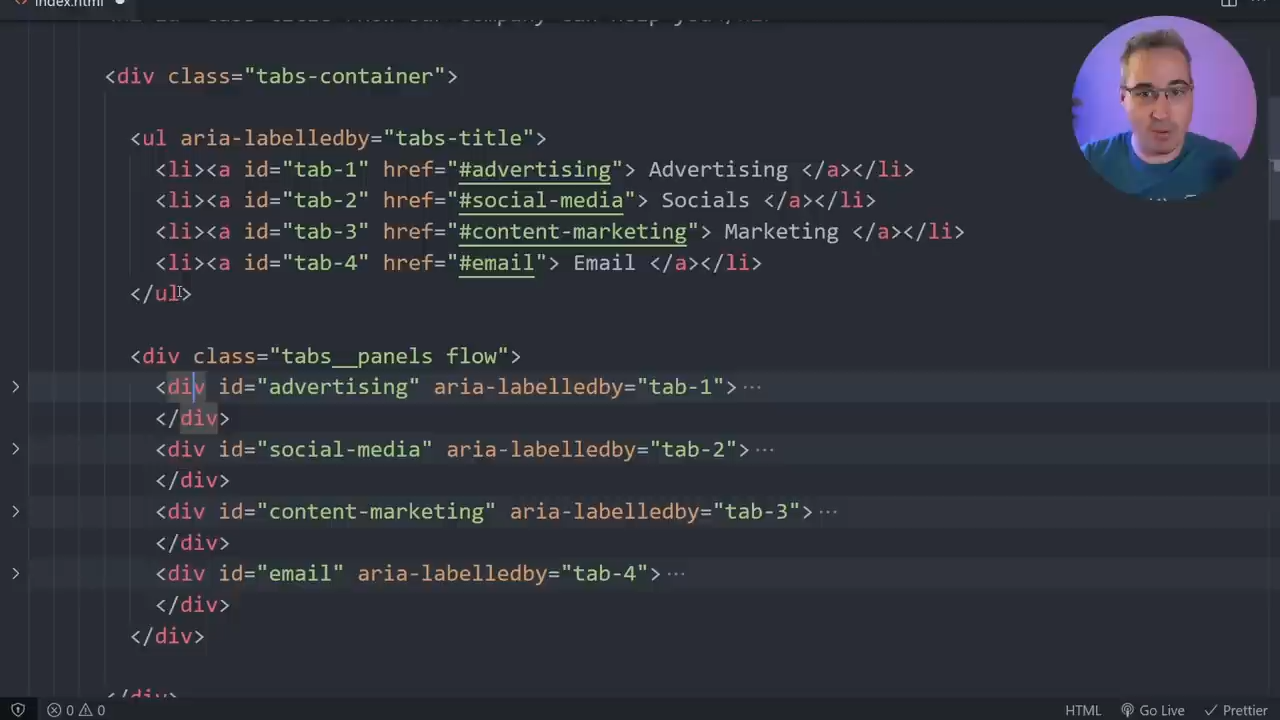 index.html
<div class="tabs-container">
<ul aria-labelledby="tabs-title">
<li><a id="tab-1" href="#advertising"> Advertising </a></li>
<li><a id="tab-2" href="#social-media"> Socials </a></li>
<li><a id="tab-3" href="#content-marketing"> Marketing </a></li>
<li><a id="tab-4" href="#email"> Email </a></li>
</ul>
<div class="tabs__panels flow">
<div id="advertising" aria-labelledby="tab-1"> ...
</div>
<div id="social-media" aria-labelledby="tab-2"> ...
</div>
<div id="content-marketing" aria-labelledby="tab-3"> ...
</div>
<div id="email" aria-labelledby="tab-4"> ...
</div>
</div>
</div>
0 0 HTML Go Live Prettier